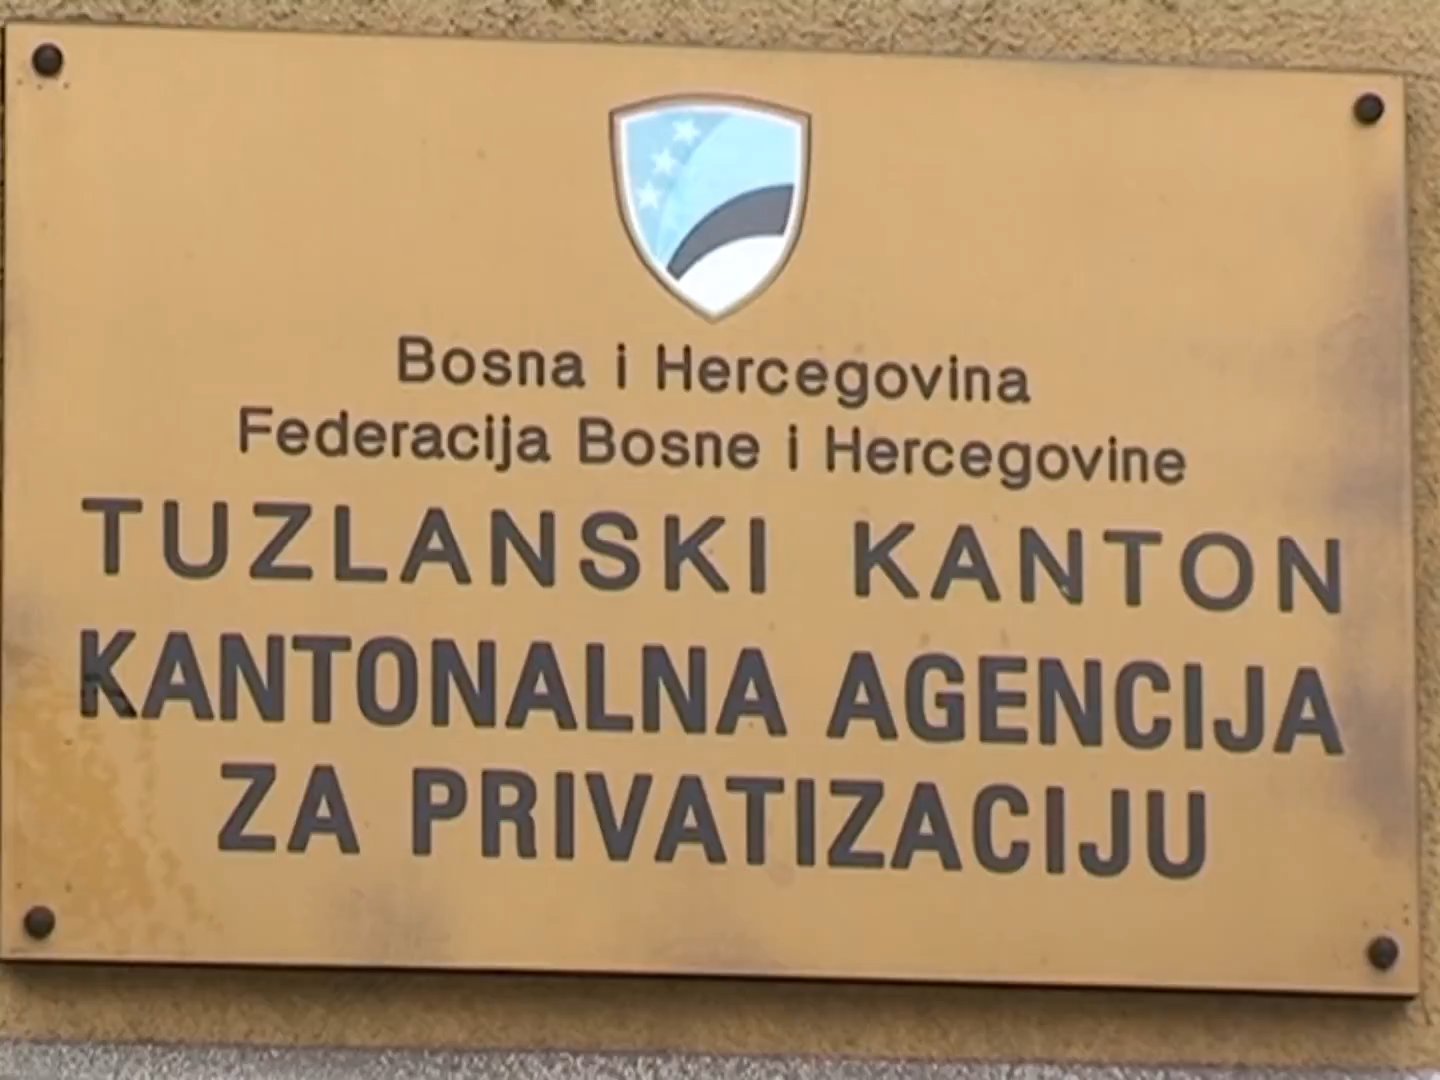 Bosna i Hercegovina
Federacija Bosne i Hercegovine
TUZLANSKI KANTON
KANTONALNA AGENCIJA
ZA PRIVATIZACIJU